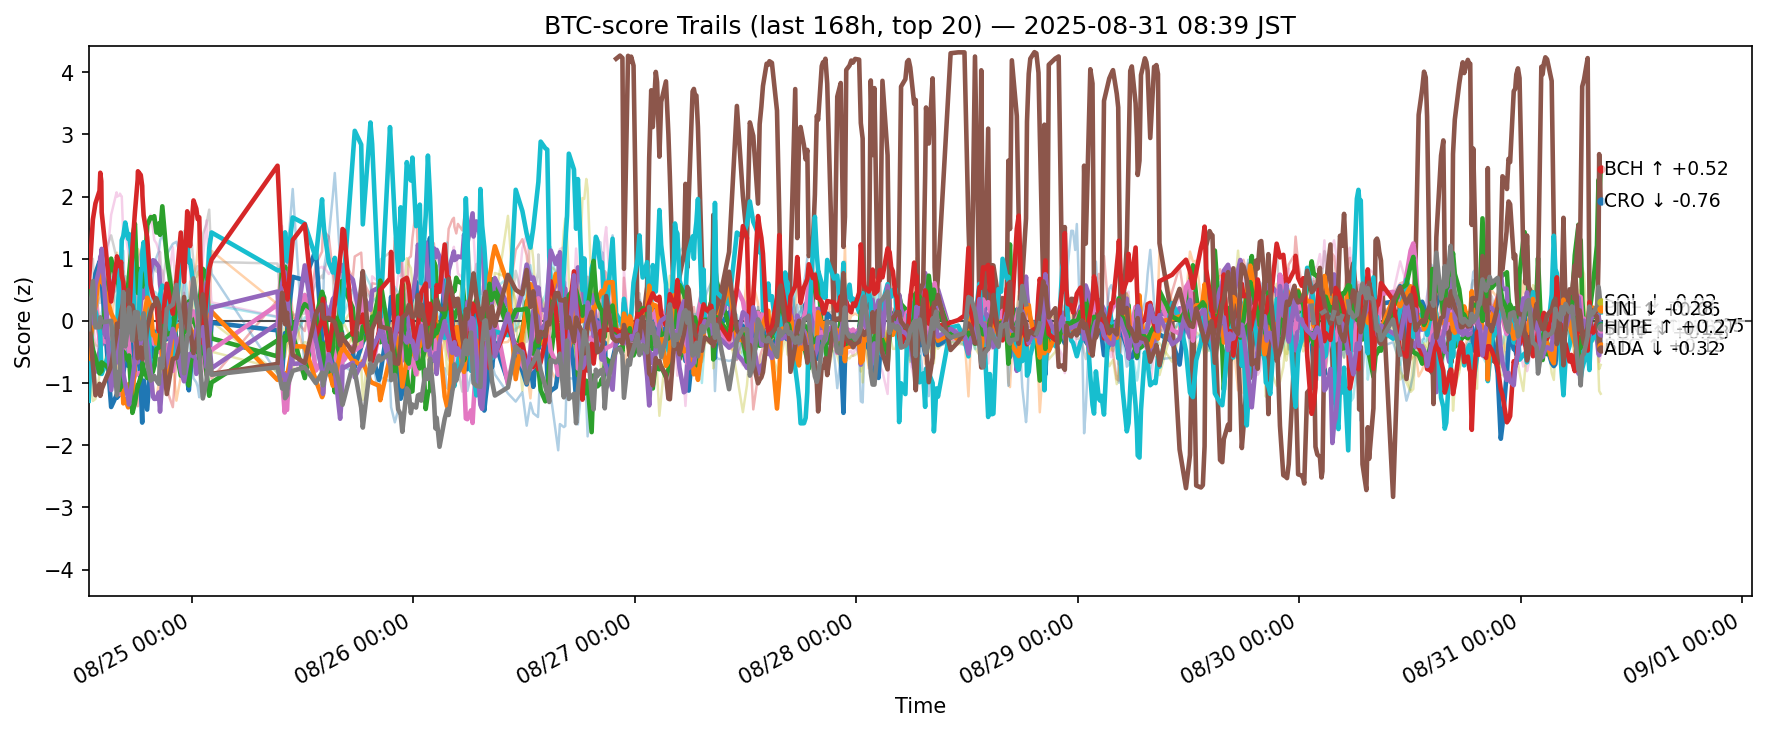 BTC-score Trails (last 168h, top 20) — 2025-08-31 08:39 JST
Score (z)
4
3
2
1
0
−1
−2
−3
−4
BCH ↑ +0.52
CRO ↓ -0.76
UNI ↓ -0.28
HYPE ↑ +0.27
ADA ↓ -0.32
08/25 00:00
08/26 00:00
08/27 00:00
08/28 00:00
08/29 00:00
08/30 00:00
08/31 00:00
09/01 00:00
Time